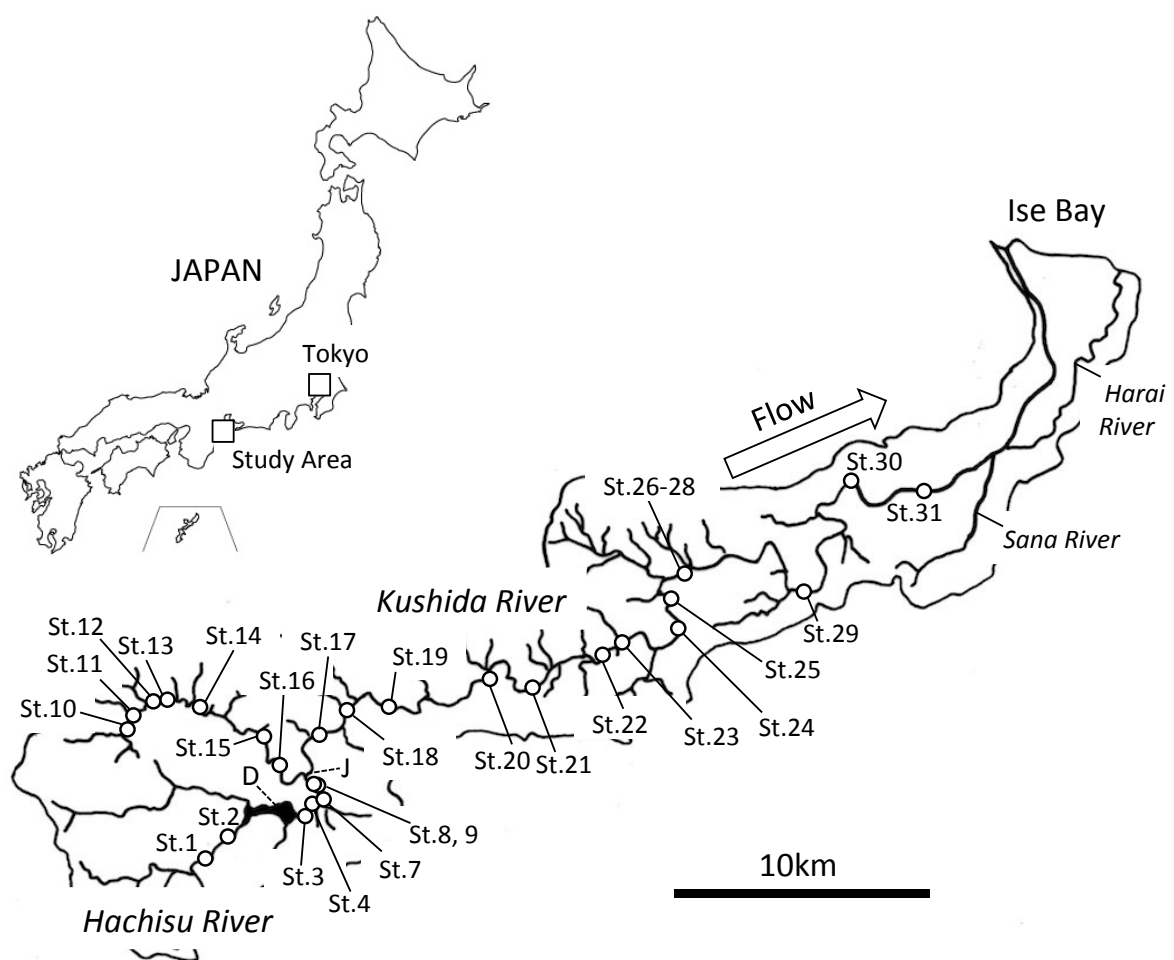 JAPAN
Tokyo
Study Area
Ise Bay
Harai
River
Flow
St.30
St.31
Sana River
St.26-28
Kushida River
St.29
St.25
St.24
St.23
St.22
St.21
St.20
St.19
St.18
St.17
St.16
St.15
St.14
St.13
St.12
St.11
St.10
D
J
St.8, 9
St.7
St.4
St.3
St.2
St.1
10km
Hachisu River